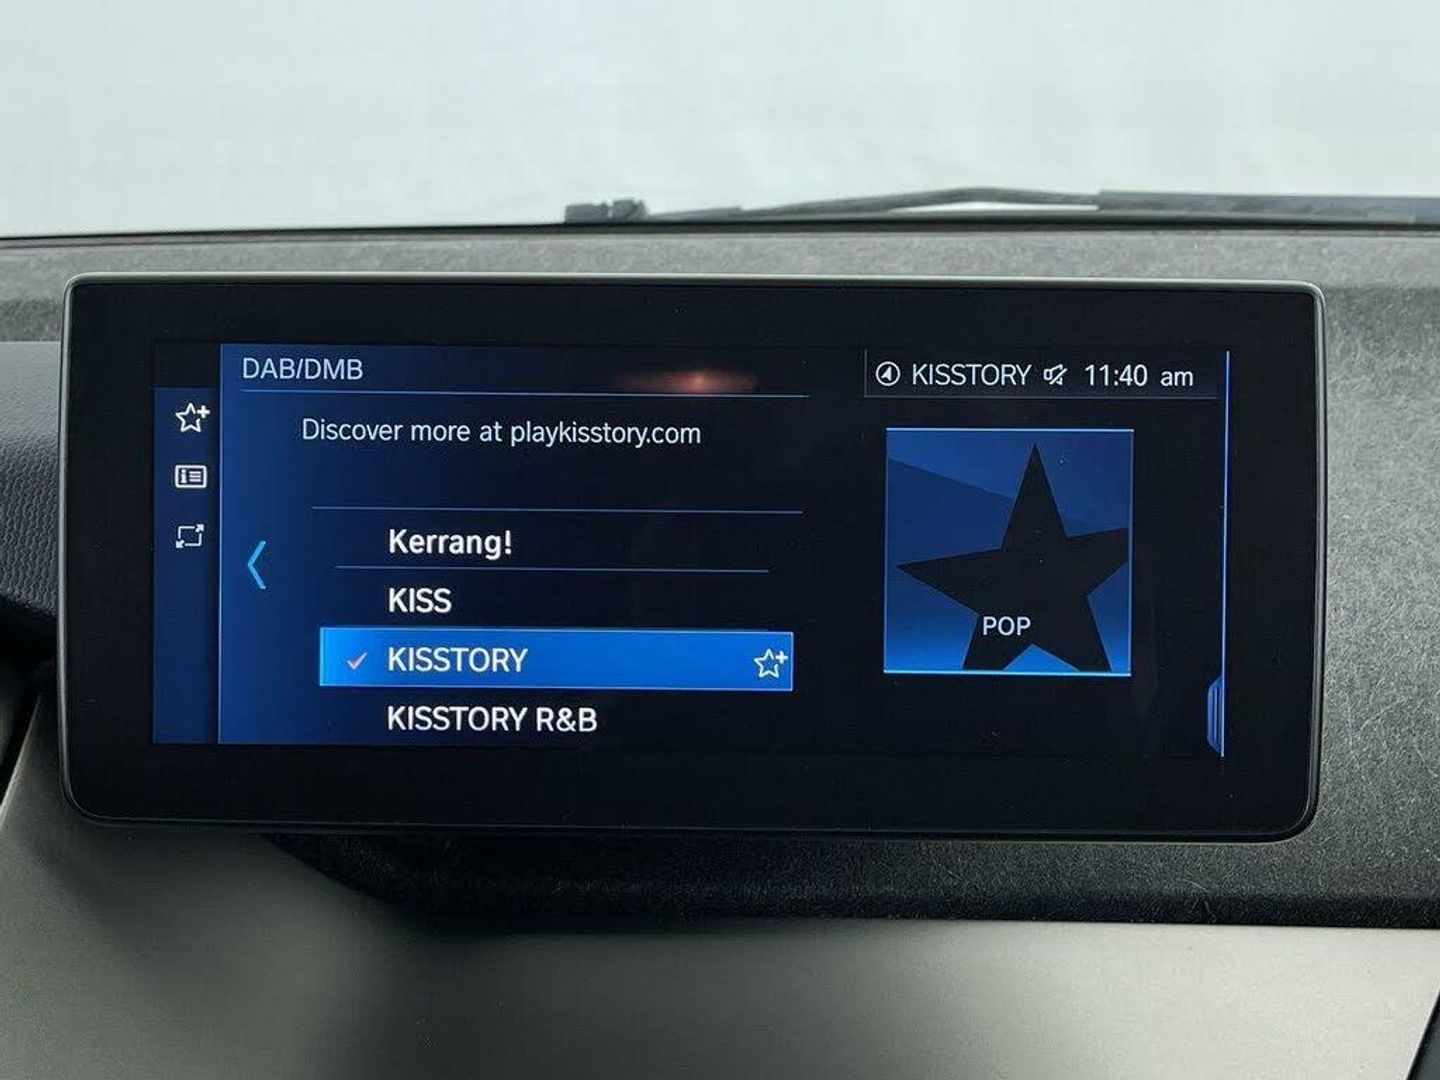 DAB/DMB
KISSTORY 11:40 am
Discover more at playkisstory.com
Kerrang!
KISS
KISSTORY
KISSTORY R&B
POP